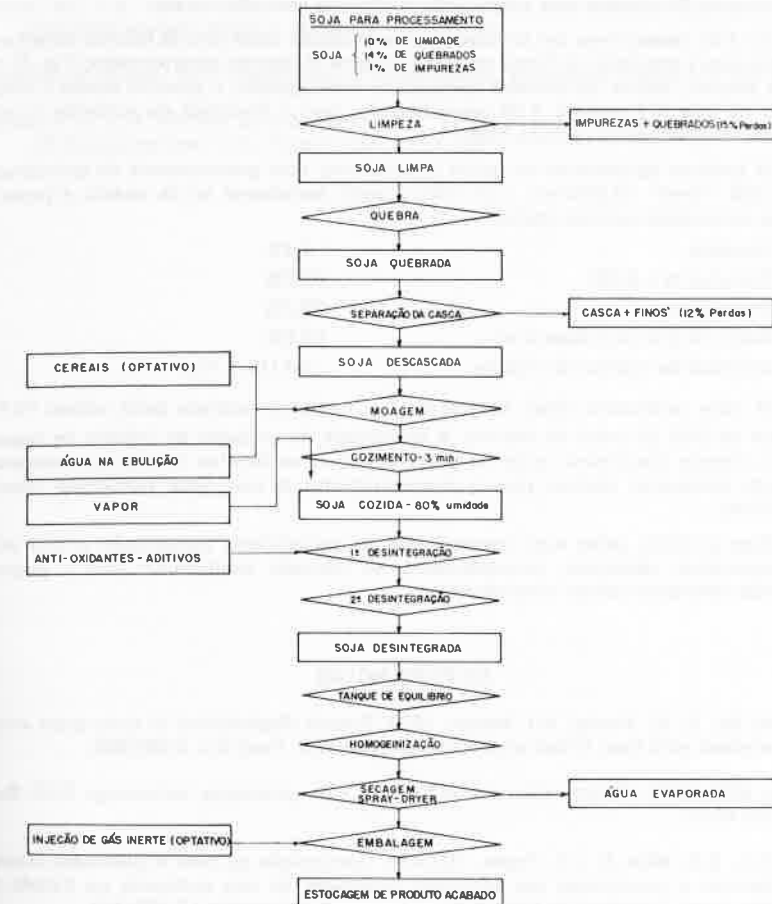 SOJA PARA PROCESSAMENTO
SOJA
10% DE UMIDADE
14% DE QUEBRADOS
1% DE IMPUREZAS
LIMPEZA
IMPUREZAS + QUEBRADOS (15% Perdas)
SOJA LIMPA
QUEBRA
SOJA QUEBRADA
SEPARAÇÃO DA CASCA
CASCA + FINOS (12% Perdas)
SOJA DESCASCADA
CEREAIS (OPTATIVO)
MOAGEM
ÁGUA NA EBULIÇÃO
COZIMENTO - 3 min.
VAPOR
SOJA COZIDA - 80% umidade
ANTI-OXIDANTES - ADITIVOS
1ª DESINTEGRAÇÃO
2ª DESINTEGRAÇÃO
SOJA DESINTEGRADA
TANQUE DE EQUILIBRIO
HOMOGEINIZAÇÃO
SECAGEM
SPRAY-DRYER
ÁGUA EVAPORADA
INJEÇÃO DE GÁS INERTE (OPTATIVO)
EMBALAGEM
ESTOCAGEM DE PRODUTO ACABADO